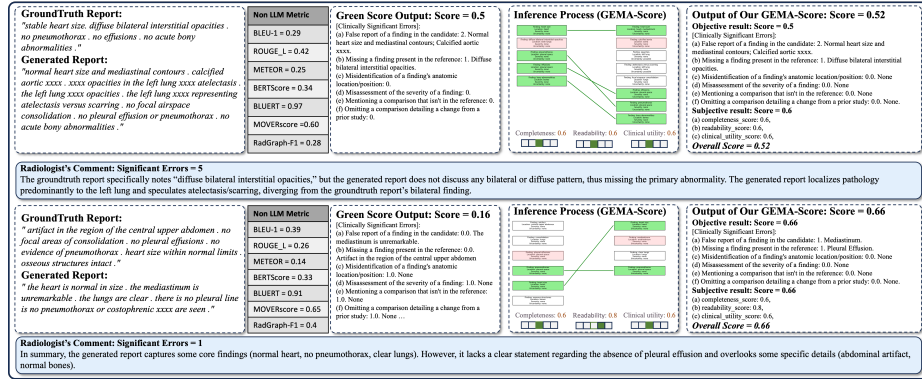 GroundTruth Report:
"stable heart size. diffuse bilateral interstitial opacities .
no pneumothorax . no effusions . no acute bony
abnormalities . "
Generated Report:
"normal heart size and mediastinal contours . calcified
aortic xxxx . xxxx opacities in the left lung xxxx atelectasis .
the left lung xxxx opacities . the left lung xxxx representing
atelectasis versus scarring . no focal airspace
consolidation . no pleural effusion or pneumothorax . no
acute bony abnormalities . "
Non LLM Metric
BLEU-1 = 0.29
ROUGE_L = 0.42
METEOR = 0.25
BERTScore = 0.34
BLUERT = 0.97
MOVERscore =0.60
RadGraph-F1 = 0.28
Green Score Output: Score = 0.5
[Clinically Significant Errors]:
(a) False report of a finding in the candidate: 2. Normal
heart size and mediastinal contours; Calcified aortic
xxxx.
(b) Missing a finding present in the reference: 1. Diffuse
bilateral interstitial opacities.
(c) Misidentification of a finding's anatomic
location/position: 0.
(d) Misassessment of the severity of a finding: 0.
(e) Mentioning a comparison that isn't in the reference: 0.
(f) Omitting a comparison detailing a change from a prior
study: 0.
Inference Process (GEMA-Score)
Completeness: 0.6 Readability: 0.6 Clinical utility: 0.6
Output of Our GEMA-Score: Score = 0.52
Objective result: Score = 0.5
[Clinically Significant Errors]:
(a) False report of a finding in the candidate: 2. Normal heart size and
mediastinal contours; Calcified aortic xxxx.
(b) Missing a finding present in the reference: 1. Diffuse bilateral interstitial
opacities.
(c) Misidentification of a finding's anatomic location/position: 0.0. None.
(d) Misassessment of the severity of a finding: 0.0. None.
(e) Mentioning a comparison that isn't in the reference: 0.0. None.
(f) Omitting a comparison detailing a change from a prior study: 0.0. None.
Subjective result: Score = 0.6
(a) completeness_score: 0.6,
(b) readability_score: 0.6,
(c) clinical_utility_score: 0.6,
Overall Score = 0.52
Radiologist's Comment: Significant Errors = 5
The groundtruth report specifically notes "diffuse bilateral interstitial opacities," but the generated report does not discuss any bilateral or diffuse pattern, thus missing the primary abnormality. The generated report localizes pathology
predominantly to the left lung and speculates atelectasis/scarring, diverging from the groundtruth report's bilateral finding.
GroundTruth Report:
" artifact in the region of the central upper abdomen . no
focal areas of consolidation . no pleural effusions . no
evidence of pneumothorax . heart size within normal limits .
osseous structures intact . "
Generated Report:
" the heart is normal in size . the mediastinum is
unremarkable . the lungs are clear . there is no pleural line
is no pneumothorax or costophrenic xxxx are seen . "
Non LLM Metric
BLEU-1 = 0.39
ROUGE_L = 0.26
METEOR = 0.14
BERTScore = 0.33
BLUERT = 0.91
MOVERscore=0.65
RadGraph-F1 = 0.4
Green Score Output: Score = 0.16
[Clinically Significant Errors]:
(a) False report of a finding in the candidate: 0.0. The
mediastinum is unremarkable.
(b) Missing a finding present in the reference: 0.0.
Artifact in the region of the central upper abdomen
(c) Misidentification of a finding's anatomic
location/position: 1.0. None
(d) Misassessment of the severity of a finding: 1.0. None
(e) Mentioning a comparison that isn't in the reference:
1.0. None
(f) Omitting a comparison detailing a change from a
prior study: 1.0. None ...
Inference Process (GEMA-Score)
Completeness: 0.6 Readability: 0.8 Clinical utility: 0.6
Output of Our GEMA-Score: Score = 0.66
Objective result: Score = 0.66
[Clinically Significant Errors]:
(a) False report of a finding in the candidate: 1. Mediastinum.
(b) Missing a finding present in the reference: 1. Pleural Effusion.
(c) Misidentification of a finding's anatomic location/position: 0.0. None
(d) Misassessment of the severity of a finding: 0.0. None
(e) Mentioning a comparison that isn't in the reference: 0.0. None
(f) Omitting a comparison detailing a change from a prior study: 0.0. None.
Subjective result: Score = 0.66
(a) completeness_score: 0.6,
(b) readability_score: 0.8,
(c) clinical_utility_score: 0.6,
Overall Score = 0.66
Radiologist's Comment: Significant Errors = 1
In summary, the generated report captures some core findings (normal heart, no pneumothorax, clear lungs). However, it lacks a clear statement regarding the absence of pleural effusion and overlooks some specific details (abdominal artifact,
normal bones).